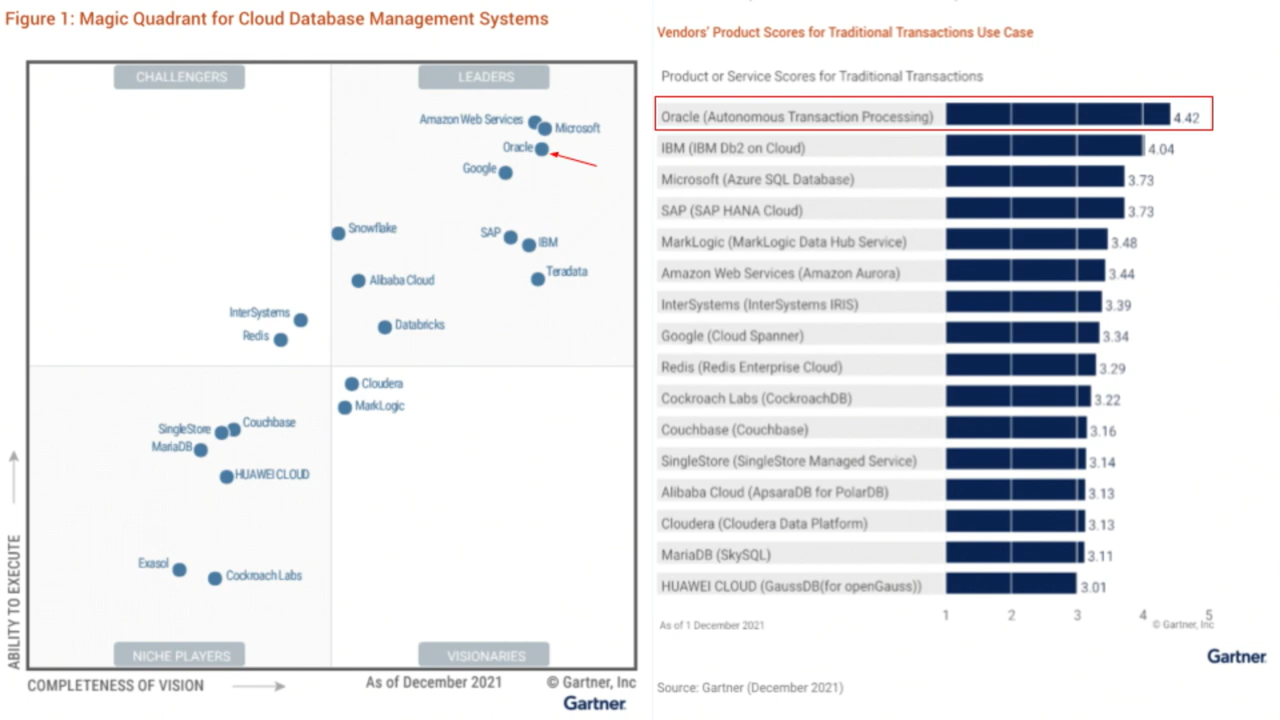 Figure 1: Magic Quadrant for Cloud Database Management Systems
CHALLENGERS
LEADERS
Amazon Web Services
Microsoft
Oracle
Google
Snowflake
SAP
IBM
Teradata
Alibaba Cloud
InterSystems
Databricks
Redis
Cloudera
MarkLogic
Couchbase
SingleStore
MariaDB
HUAWEI CLOUD
Exasol
Cockroach Labs
NICHE PLAYERS
VISIONARIES
ABILITY TO EXECUTE
COMPLETENESS OF VISION
As of December 2021
© Gartner, Inc
Gartner
Vendors' Product Scores for Traditional Transactions Use Case
Product or Service Scores for Traditional Transactions
Oracle (Autonomous Transaction Processing) 4.42
IBM (IBM Db2 on Cloud) 4.04
Microsoft (Azure SQL Database) 3.73
SAP (SAP HANA Cloud) 3.73
MarkLogic (MarkLogic Data Hub Service) 3.48
Amazon Web Services (Amazon Aurora) 3.44
InterSystems (InterSystems IRIS) 3.39
Google (Cloud Spanner) 3.34
Redis (Redis Enterprise Cloud) 3.29
Cockroach Labs (CockroachDB) 3.22
Couchbase (Couchbase) 3.16
SingleStore (SingleStore Managed Service) 3.14
Alibaba Cloud (ApsaraDB for PolarDB) 3.13
Cloudera (Cloudera Data Platform) 3.13
MariaDB (SkySQL) 3.11
HUAWEI CLOUD (GaussDB(for openGauss)) 3.01
1 2 3 4 5
As of 1 December 2021
© Gartner, Inc
Gartner
Source: Gartner (December 2021)